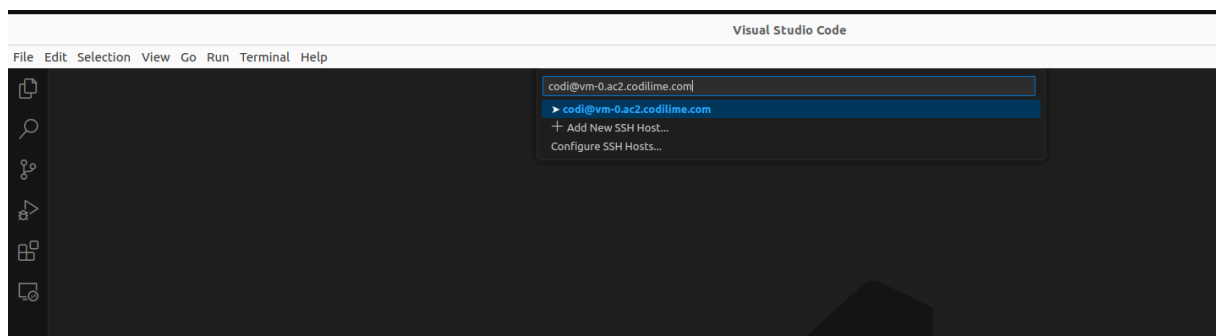 Visual Studio Code
File Edit Selection View Go Run Terminal Help
codi@vm-0.ac2.codilime.com
➤ codi@vm-0.ac2.codilime.com
+ Add New SSH Host...
Configure SSH Hosts...